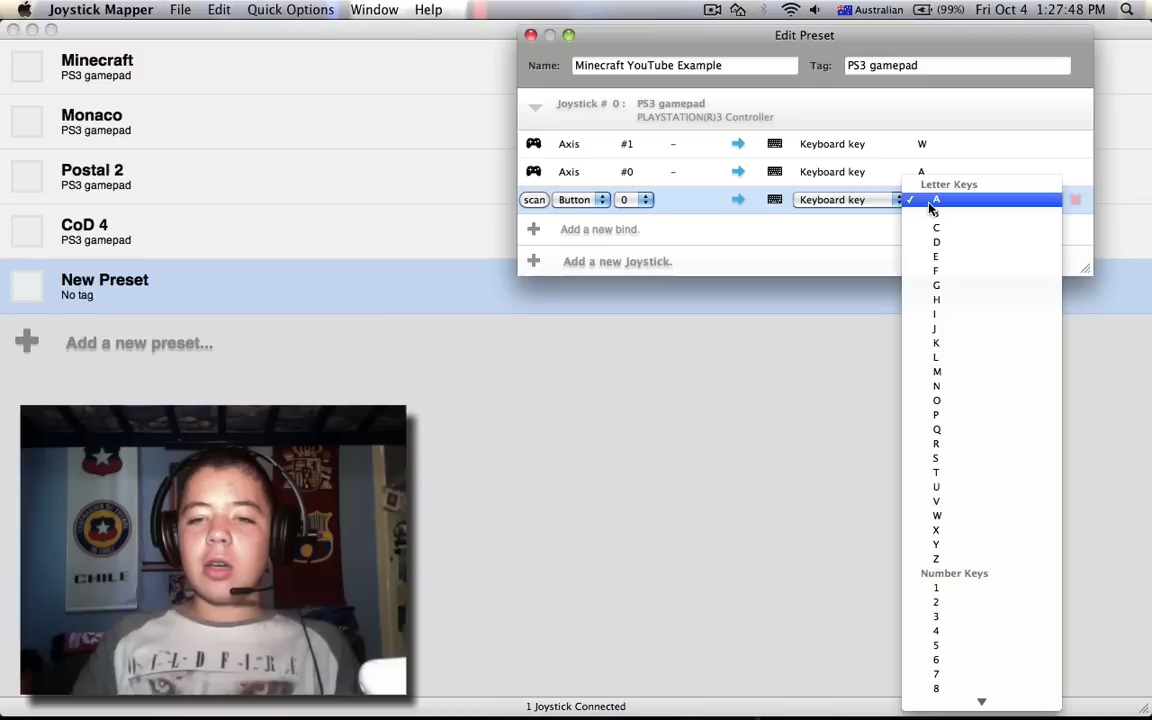 Joystick Mapper File Edit Quick Options Window Help Australian (99%) Fri Oct 4 1:27:48 PM
Minecraft
PS3 gamepad
Monaco
PS3 gamepad
Postal 2
PS3 gamepad
CoD 4
PS3 gamepad
New Preset
No tag
Add a new preset...
Edit Preset
Name: Minecraft YouTube Example Tag: PS3 gamepad
Joystick # 0 : PS3 gamepad
PLAYSTATION(R)3 Controller
Axis #1 - Keyboard key W
Axis #0 - Keyboard key A
scan Button 0 Keyboard key
Add a new bind.
Add a new Joystick.
Letter Keys
✓ A
B
C
D
E
F
G
H
I
J
K
L
M
N
O
P
Q
R
S
T
U
V
W
X
Y
Z
Number Keys
1
2
3
4
5
6
7
8
CHILE
WILDFIRE
1 Joystick Connected